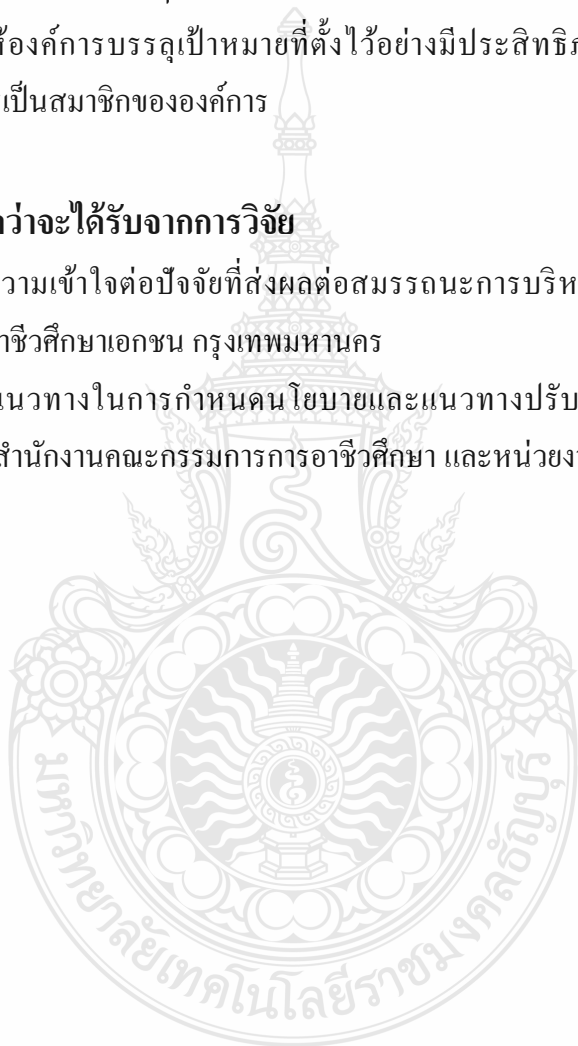 ห้องค์การบรรลุเป้าหมายที่ตั้งไว้อย่างมีประสิทธิภ
เป็นสมาชิกขององค์การ
ว่าจะได้รับจากการวิจัย
วามเข้าใจต่อปัจจัยที่ส่งผลต่อสมรรถนะการบริห
าชีวศึกษาเอกชน กรุงเทพมหานคร
นวทางในการกำหนดนโยบายและแนวทางปรับ
สำนักงานคณะกรรมการการอาชีวศึกษา และหน่วยง
มหาวิทยาลัยเทคโนโลยีราชมงคลธัญบุรี